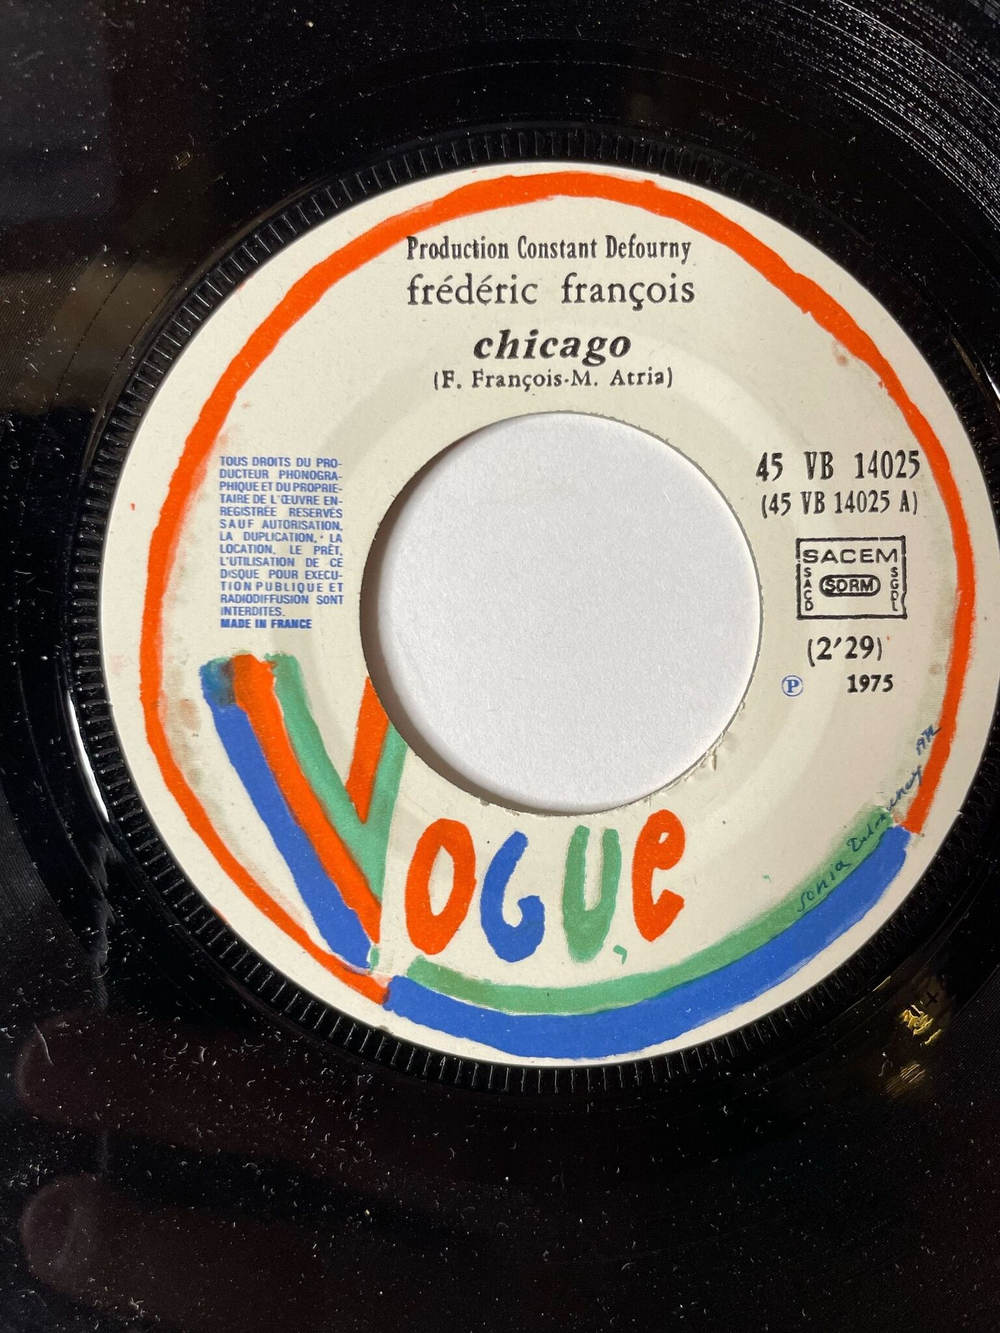 Production Constant Defourny
frédéric françois
chicago
(F. François-M. Atria)
TOUS DROITS DU PRO-
DUCTEUR PHONOGRA-
PHIQUE ET DU PROPRIE-
TAIRE DE L'ŒUVRE EN-
REGISTRÉE RESERVÉS
SAUF AUTORISATION,
LA DUPLICATION, LA
LOCATION, LE PRÊT,
L'UTILISATION DE CE
DISQUE POUR EXECU-
TION PUBLIQUE ET
RADIODIFFUSION SONT
INTERDITES.
MADE IN FRANCE
45 VB 14025
(45 VB 14025 A)
SACEM
SACD SDRM SGDL
(2'29)
Ⓟ 1975
VOGUE
sonia Delaunay